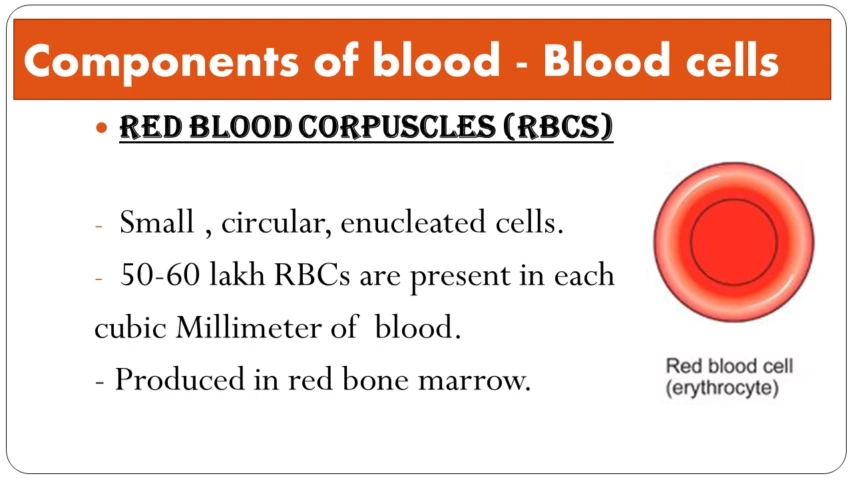 Components of blood - Blood cells
• RED BLOOD CORPUSCLES (RBCS)
- Small , circular, enucleated cells.
- 50-60 lakh RBCs are present in each
cubic Millimeter of blood.
- Produced in red bone marrow.
Red blood cell
(erythrocyte)